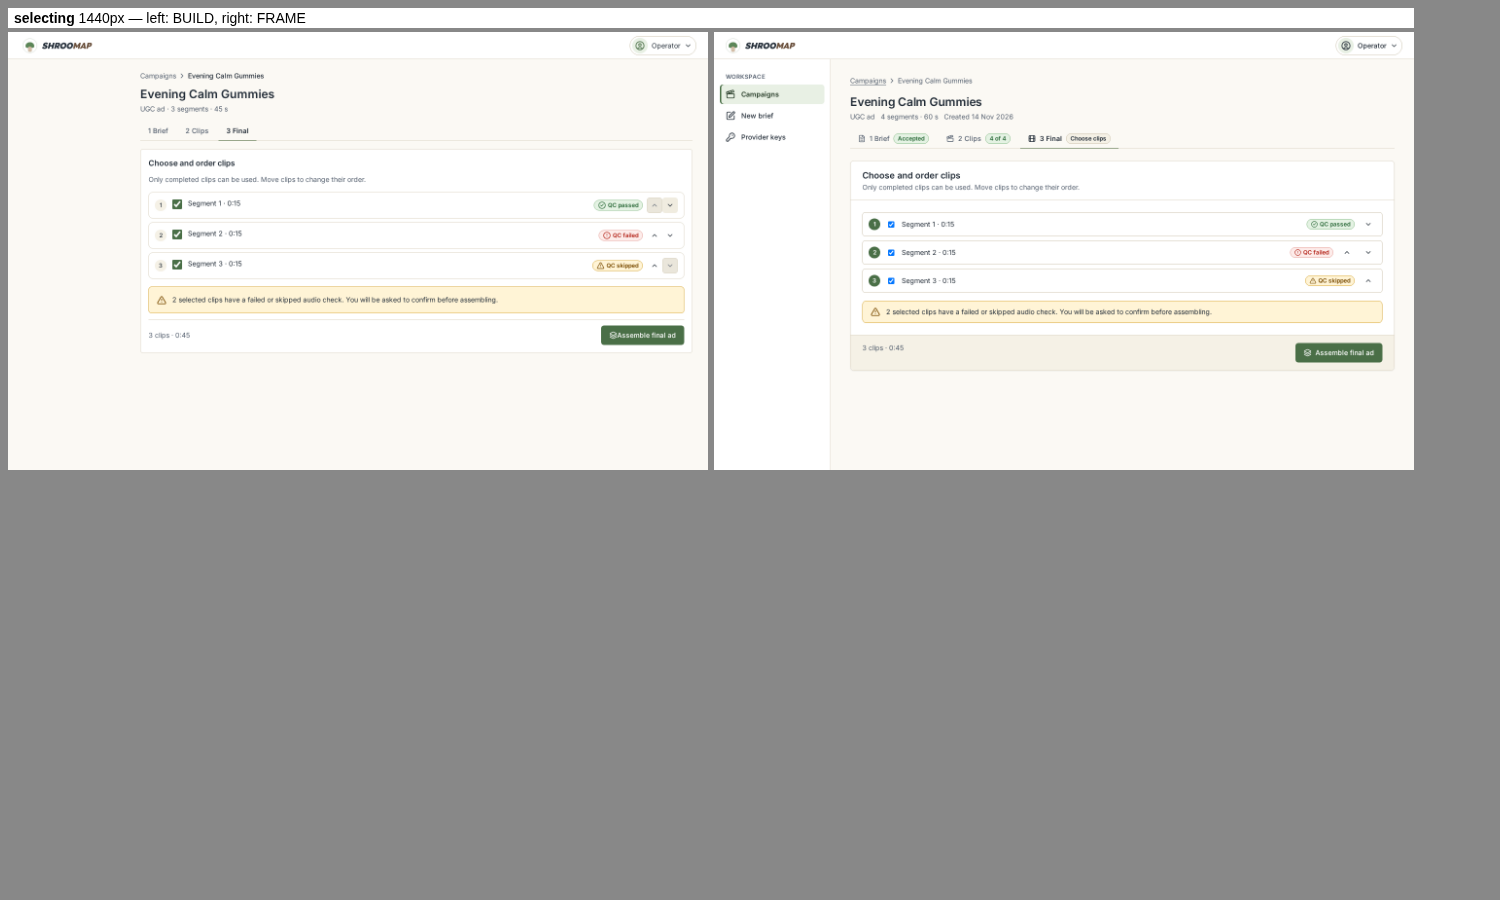 selecting 1440px — left: BUILD, right: FRAME
SHROOMAP
Operator
Campaigns > Evening Calm Gummies
Evening Calm Gummies
UGC ad · 3 segments · 45 s
1 Brief 2 Clips 3 Final
Choose and order clips
Only completed clips can be used. Move clips to change their order.
1 Segment 1 · 0:15 QC passed
2 Segment 2 · 0:15 QC failed
3 Segment 3 · 0:15 QC skipped
2 selected clips have a failed or skipped audio check. You will be asked to confirm before assembling.
3 clips · 0:45 Assemble final ad
SHROOMAP
Operator
WORKSPACE
Campaigns
New brief
Provider keys
Campaigns > Evening Calm Gummies
Evening Calm Gummies
UGC ad 4 segments · 60 s Created 14 Nov 2026
1 Brief Accepted 2 Clips 4 of 4 3 Final Choose clips
Choose and order clips
Only completed clips can be used. Move clips to change their order.
1 Segment 1 · 0:15 QC passed
2 Segment 2 · 0:15 QC failed
3 Segment 3 · 0:15 QC skipped
2 selected clips have a failed or skipped audio check. You will be asked to confirm before assembling.
3 clips · 0:45 Assemble final ad